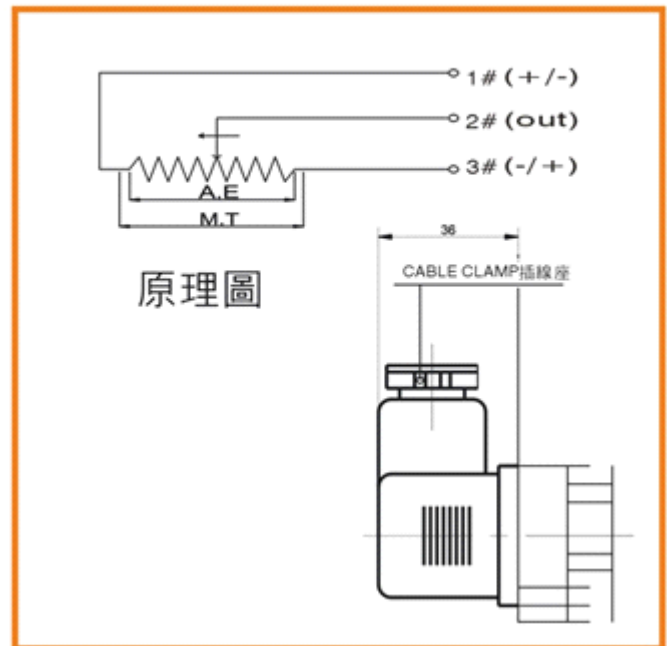 1# (+/-)
2# (out)
3# (-/+)
A.E
M.T
原理圖
36
CABLE CLAMP插線座